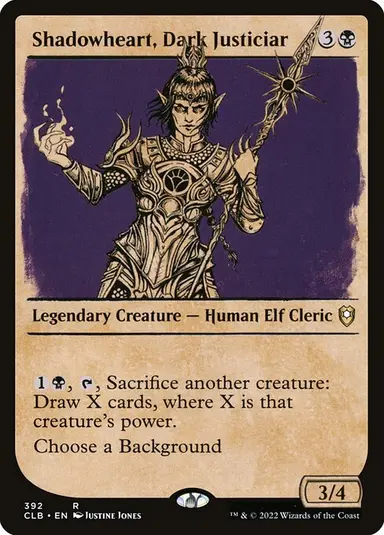 Shadowheart, Dark Justiciar 3
Legendary Creature — Human Elf Cleric
1, Sacrifice another creature:
Draw X cards, where X is that
creature's power.
Choose a Background
3/4
392 R
CLB • EN Justine Jones
™ & © 2022 Wizards of the Coast